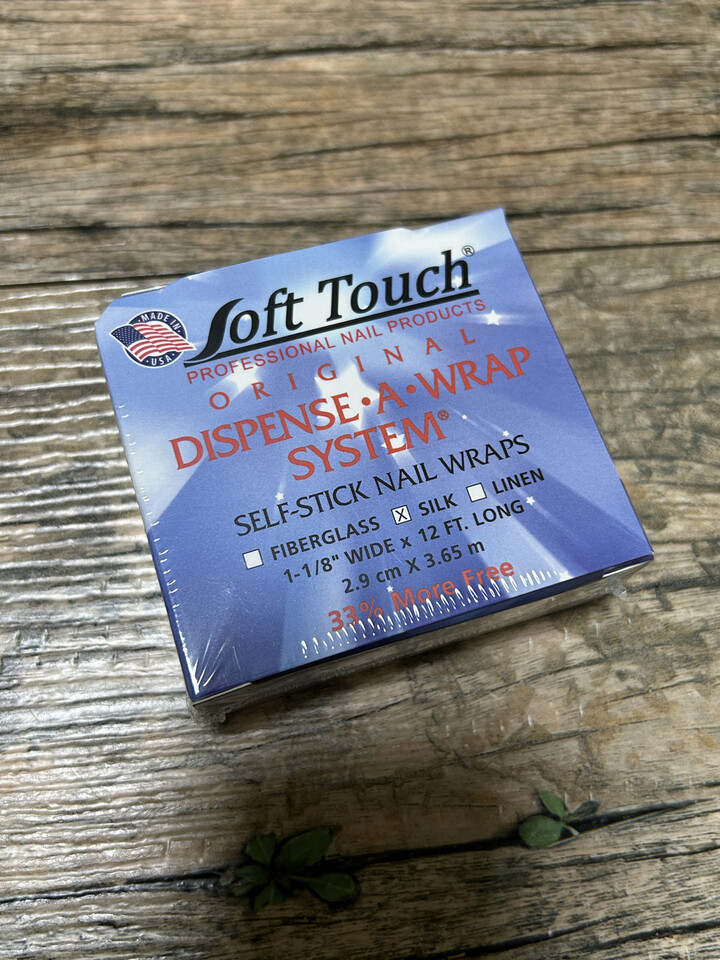 MADE IN
USA
Soft Touch®
PROFESSIONAL NAIL PRODUCTS
ORIGINAL
DISPENSE•A•WRAP
SYSTEM®
SELF-STICK NAIL WRAPS
☐ FIBERGLASS ☒ SILK ☐ LINEN
1-1/8" WIDE x 12 FT. LONG
2.9 cm X 3.65 m
33% More Free